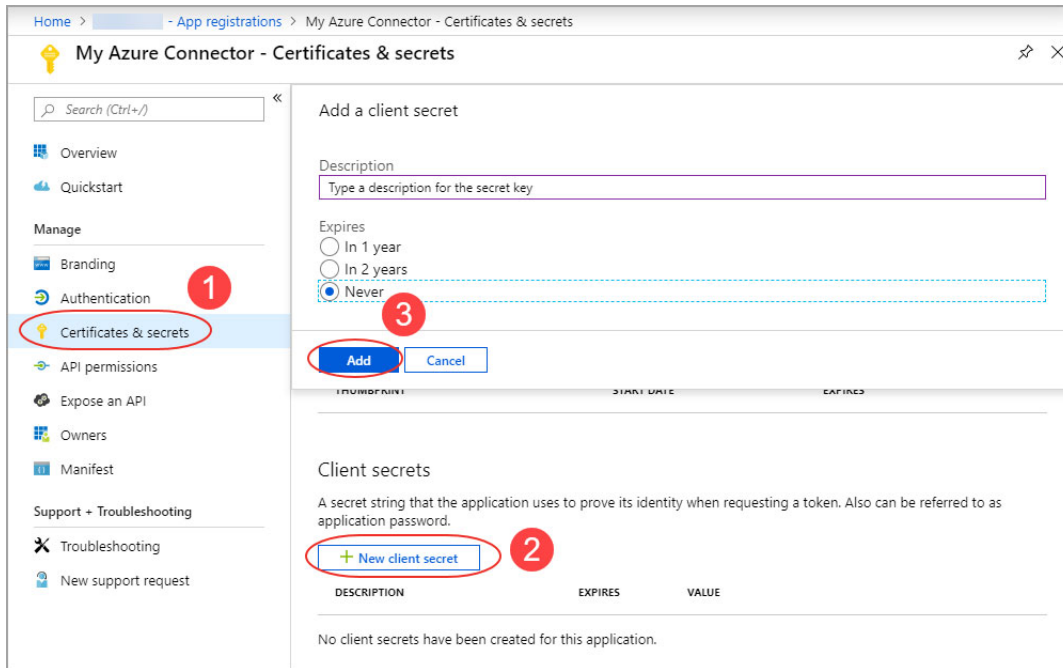 Home > - App registrations > My Azure Connector - Certificates & secrets
My Azure Connector - Certificates & secrets
Search (Ctrl+/)
«
Overview
Quickstart
Manage
Branding
Authentication
1
Certificates & secrets
API permissions
Expose an API
Owners
Manifest
Support + Troubleshooting
Troubleshooting
New support request
Add a client secret
Description
Type a description for the secret key
Expires
In 1 year
In 2 years
Never
3
Add Cancel
THUMBPRINT START DATE EXPIRES
Client secrets
A secret string that the application uses to prove its identity when requesting a token. Also can be referred to as
application password.
+ New client secret
2
DESCRIPTION EXPIRES VALUE
No client secrets have been created for this application.